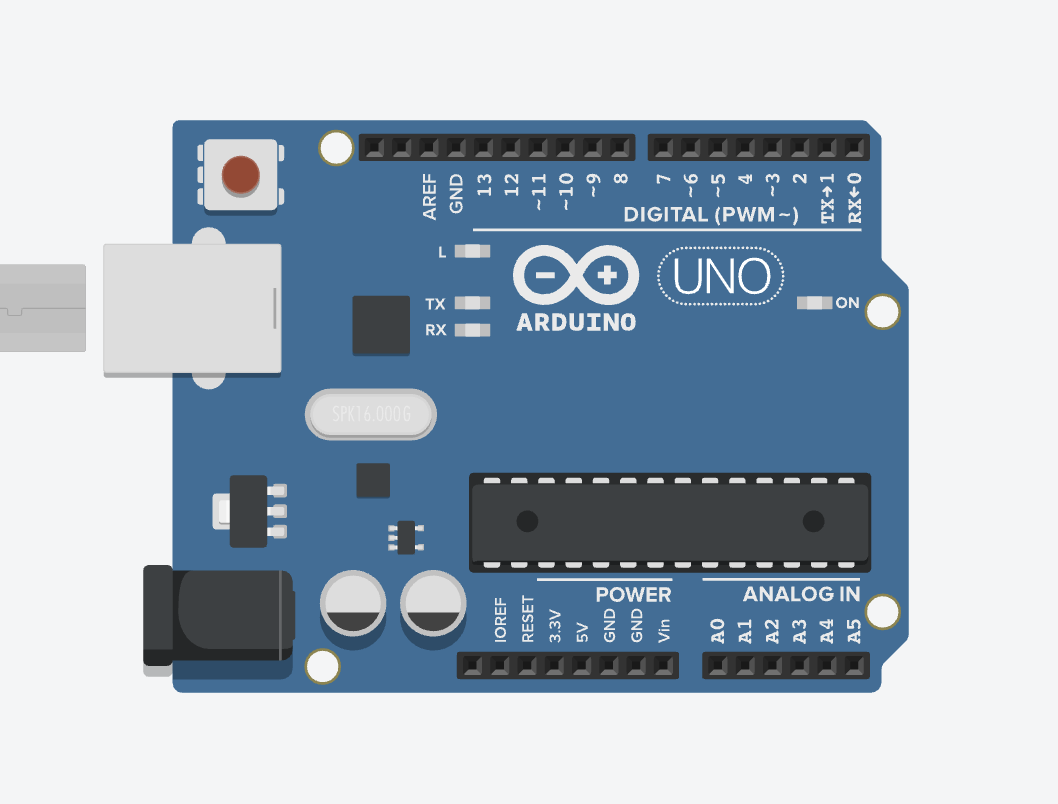 AREF
GND
13
12
~11
~10
~9
8
7
~6
~5
4
~3
2
TX→1
RX←0
DIGITAL (PWM~)
L
TX
RX
ARDUINO
UNO
ON
SPK16.000G
POWER
ANALOG IN
IOREF
RESET
3.3V
5V
GND
GND
Vin
A0
A1
A2
A3
A4
A5